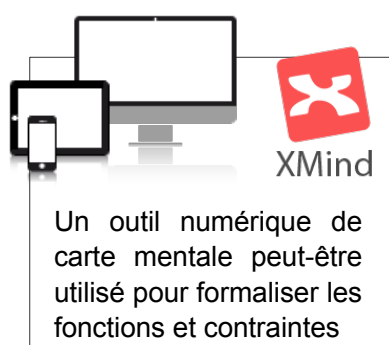 XMind
Un outil numérique de
carte mentale peut-être
utilisé pour formaliser les
fonctions et contraintes